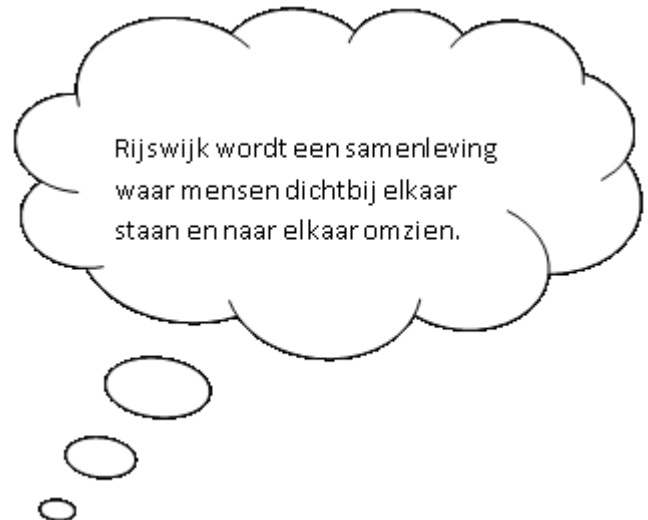 Rijswijk wordt een samenleving
waar mensen dichtbij elkaar
staan en naar elkaar omzien.